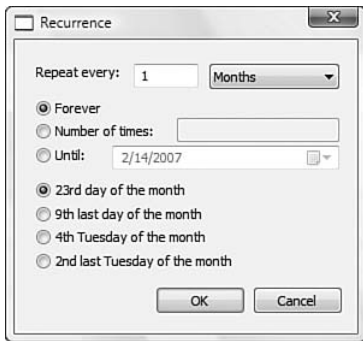 Recurrence
Repeat every: 1 Months
Forever
Number of times:
Until: 2/14/2007
23rd day of the month
9th last day of the month
4th Tuesday of the month
2nd last Tuesday of the month
OK Cancel